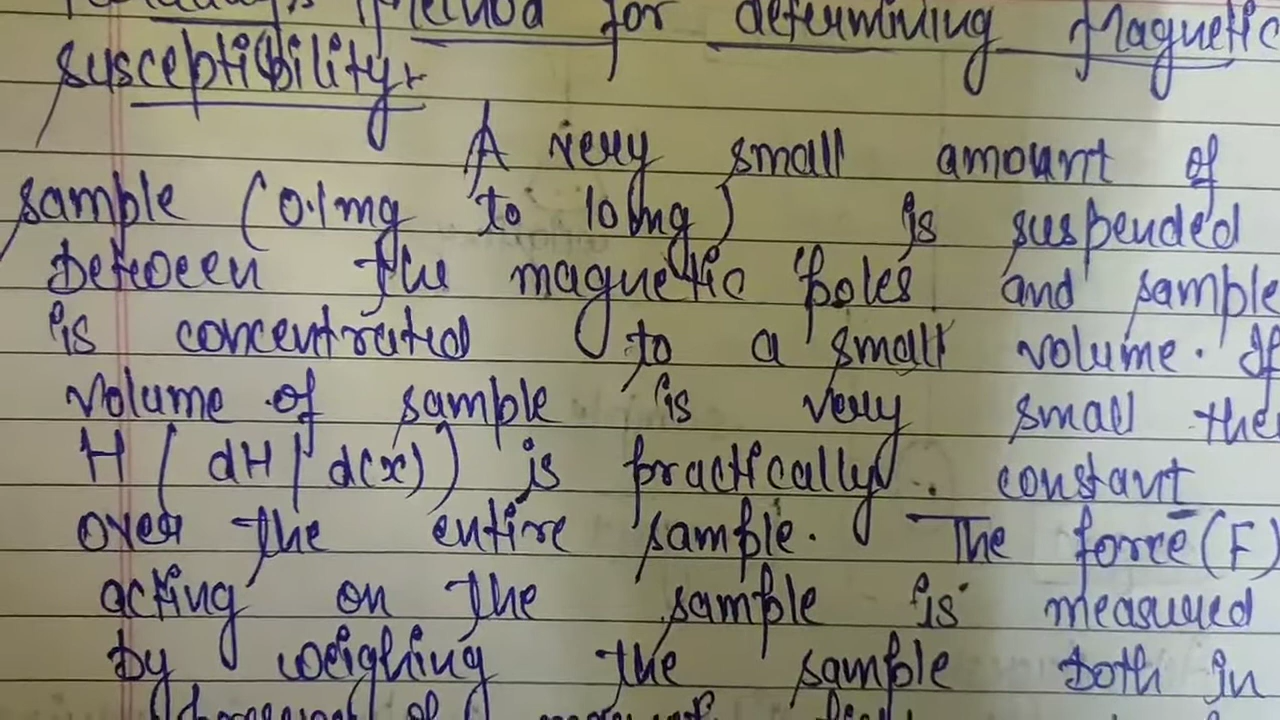 Method for determining Magnetic
susceptibility
A very small amount of
sample (0.1mg to 10mg) is suspended
between the magnetic poles and sample
is concentrated to a small volume. If
Volume of sample is very small then
H ( dH / d(x) ) is practically constant
over the entire sample. The force (F)
acting on the sample is measured
by weighing the sample both in
of